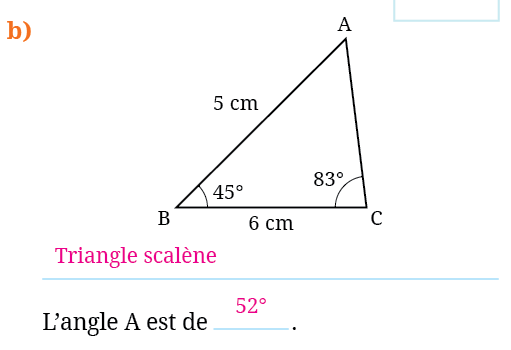 b)
A
5 cm
45°
83°
B
6 cm
C
Triangle scalène
L’angle A est de 52°.